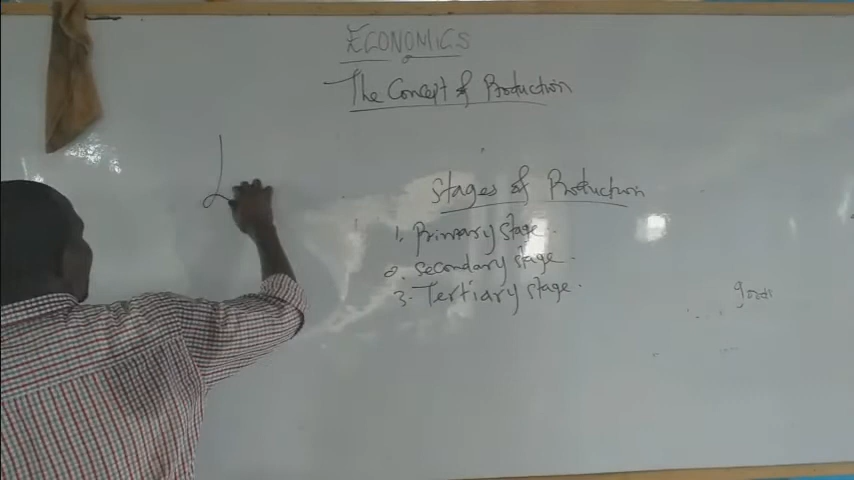 ECONOMICS
The Concept of Production
Stages of Production
1. Primary stage.
2. Secondary stage.
3. Tertiary stage.
goods